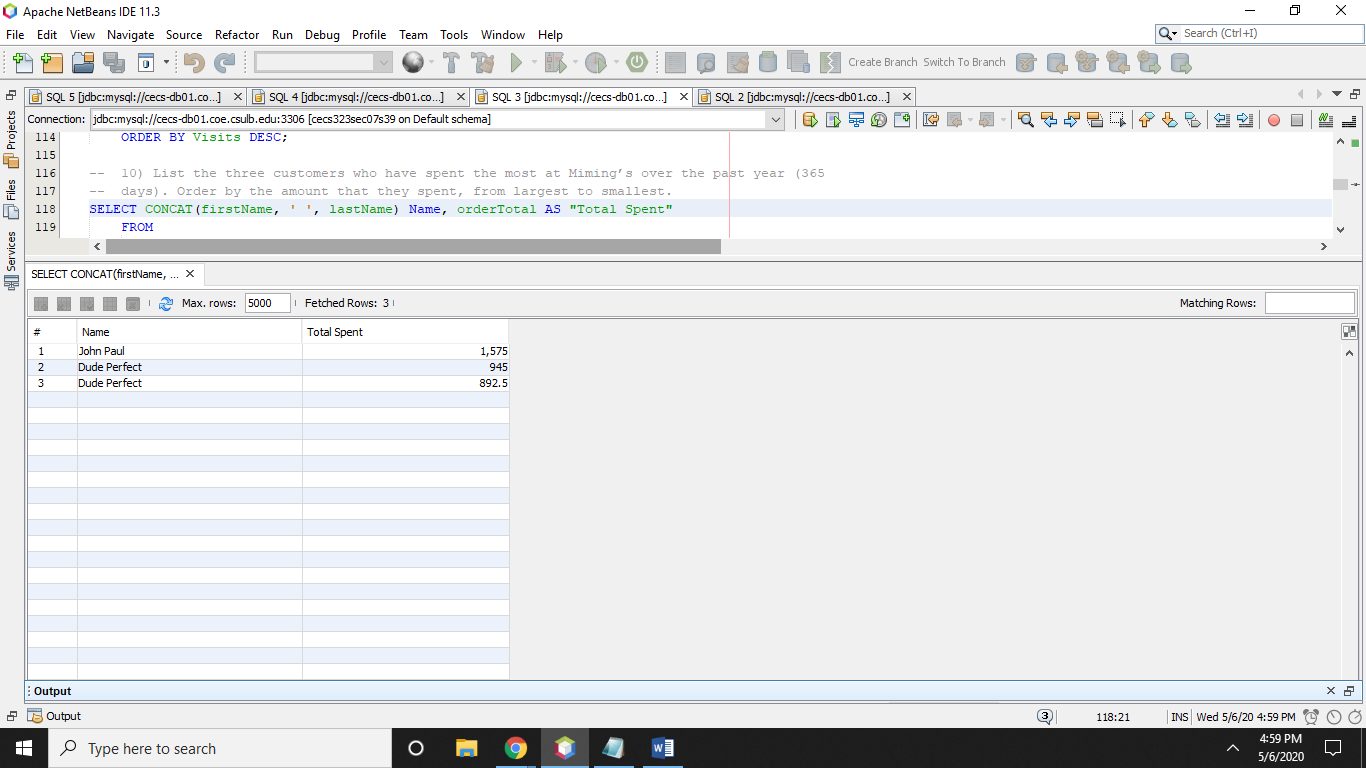 Apache NetBeans IDE 11.3
File Edit View Navigate Source Refactor Run Debug Profile Team Tools Window Help
Search (Ctrl+I)
Create Branch Switch To Branch
SQL 5 [jdbc:mysql://cecs-db01.co...] SQL 4 [jdbc:mysql://cecs-db01.co...] SQL 3 [jdbc:mysql://cecs-db01.co...] SQL 2 [jdbc:mysql://cecs-db01.co...]
Connection: jdbc:mysql://cecs-db01.coe.csulb.edu:3306 [cecs323sec07s39 on Default schema]
Projects
Files
Services
114 ORDER BY Visits DESC;
115
116 -- 10) List the three customers who have spent the most at Miming's over the past year (365
117 -- days). Order by the amount that they spent, from largest to smallest.
118 SELECT CONCAT(firstName, ' ', lastName) Name, orderTotal AS "Total Spent"
119 FROM
SELECT CONCAT(firstName, ...
Max. rows: 5000 Fetched Rows: 3 Matching Rows:
# Name Total Spent
1 John Paul 1,575
2 Dude Perfect 945
3 Dude Perfect 892.5
Output
Output 3 118:21 INS Wed 5/6/20 4:59 PM
Type here to search
4:59 PM
5/6/2020